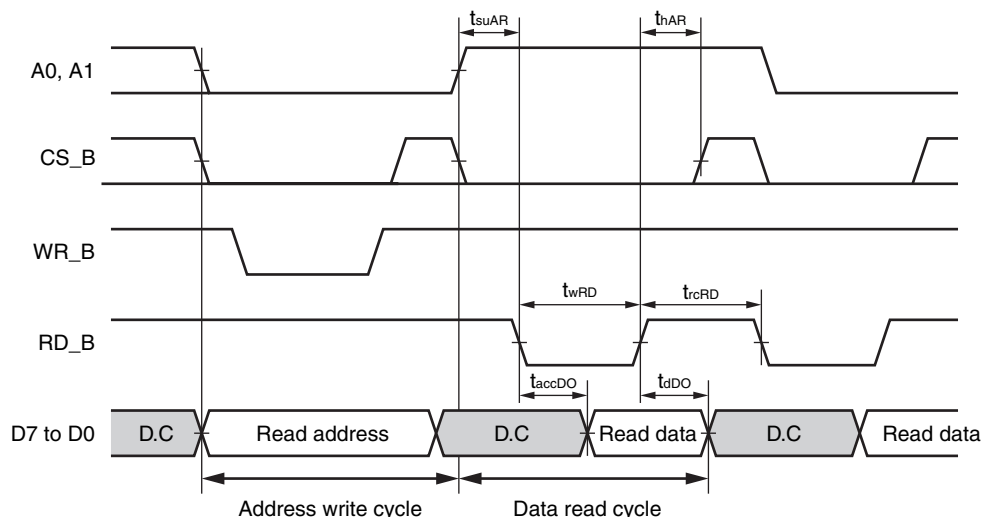 tsuAR thAR
A0, A1
CS_B
WR_B
twRD trcRD
RD_B
taccDO tdDO
D7 to D0 D.C Read address D.C Read data D.C Read data
Address write cycle Data read cycle